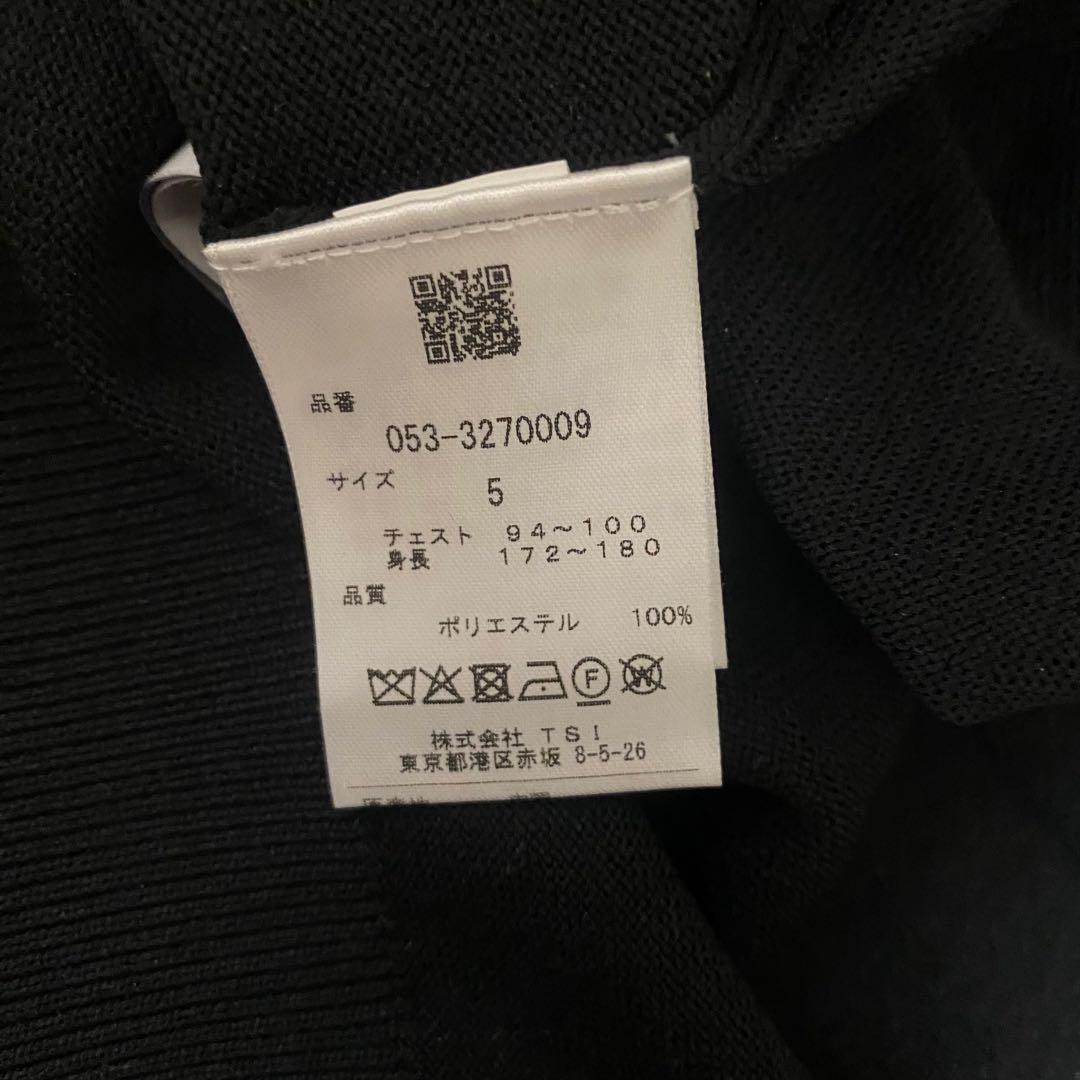 品番
053-3270009
サイズ
5
チェスト 94～100
身長 172～180
品質
ポリエステル 100%
F
W
株式会社 TSI
東京都港区赤坂 8-5-26